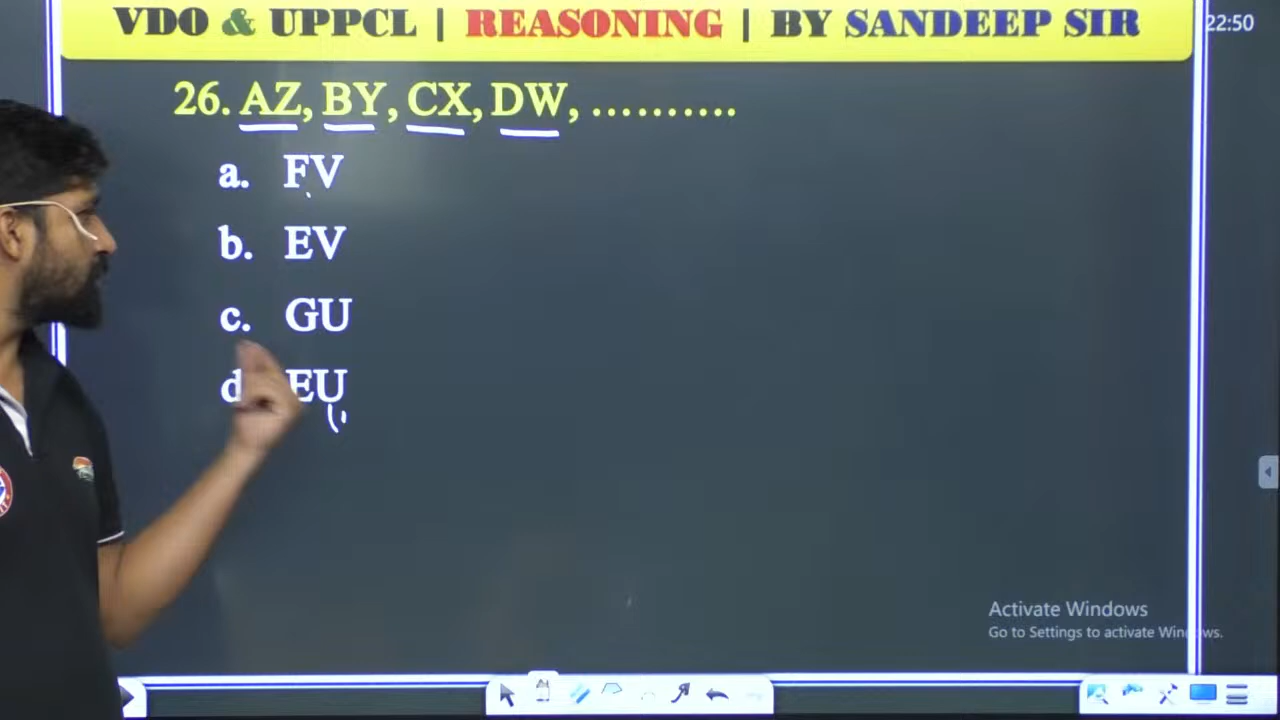 VDO & UPPCL | REASONING | BY SANDEEP SIR
22:50
26. AZ, BY, CX, DW, ..........
a. FV
b. EV
c. GU
d EU
Activate Windows
Go to Settings to activate Windows.